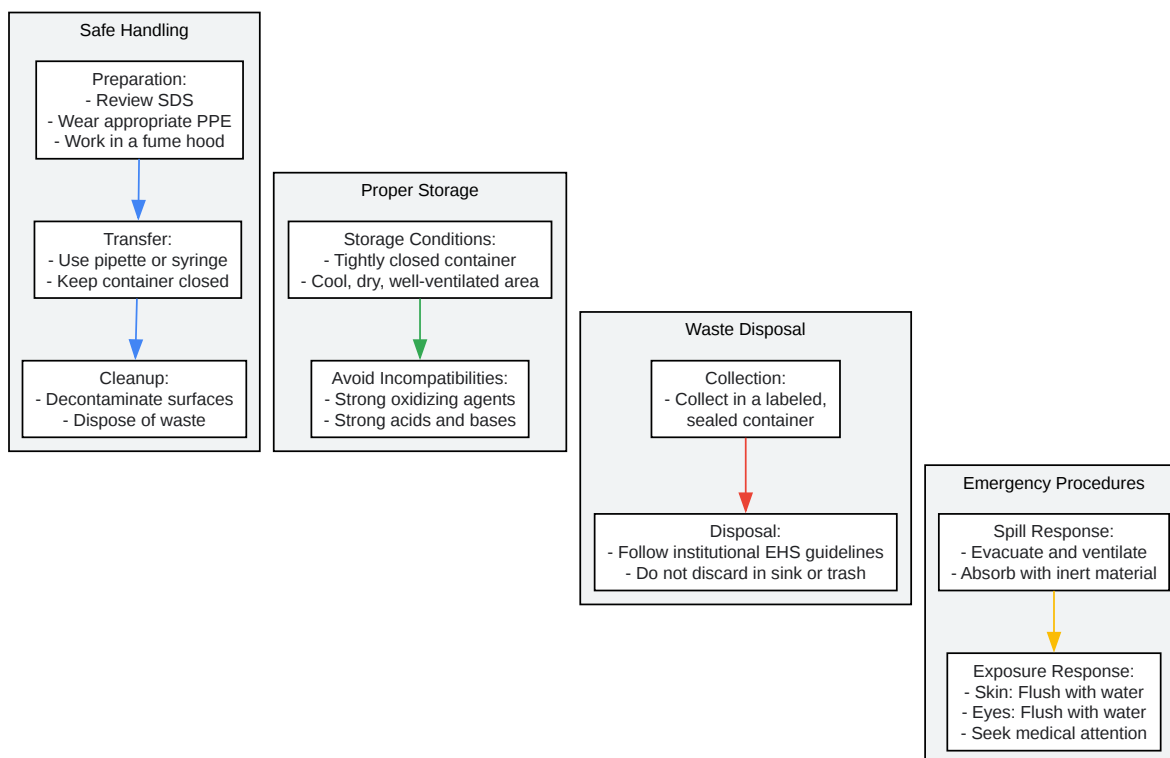 Safe Handling
Preparation:
- Review SDS
- Wear appropriate PPE
- Work in a fume hood
Transfer:
- Use pipette or syringe
- Keep container closed
Cleanup:
- Decontaminate surfaces
- Dispose of waste
Proper Storage
Storage Conditions:
- Tightly closed container
- Cool, dry, well-ventilated area
Avoid Incompatibilities:
- Strong oxidizing agents
- Strong acids and bases
Waste Disposal
Collection:
- Collect in a labeled,
sealed container
Disposal:
- Follow institutional EHS guidelines
- Do not discard in sink or trash
Emergency Procedures
Spill Response:
- Evacuate and ventilate
- Absorb with inert material
Exposure Response:
- Skin: Flush with water
- Eyes: Flush with water
- Seek medical attention